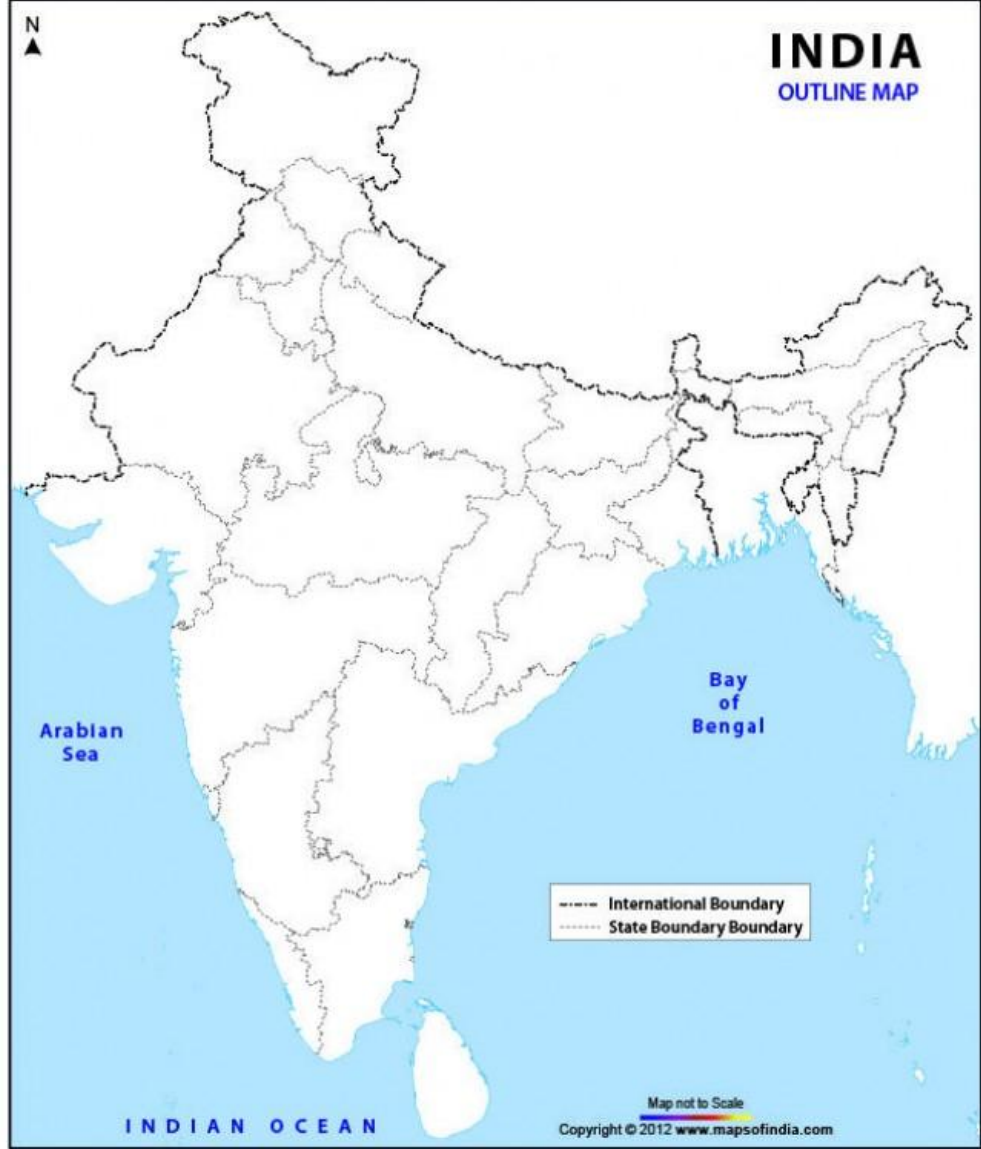 N
INDIA
OUTLINE MAP
Arabian
Sea
Bay
of
Bengal
International Boundary
State Boundary Boundary
INDIAN OCEAN
Map not to Scale
Copyright © 2012 www.mapsofindia.com